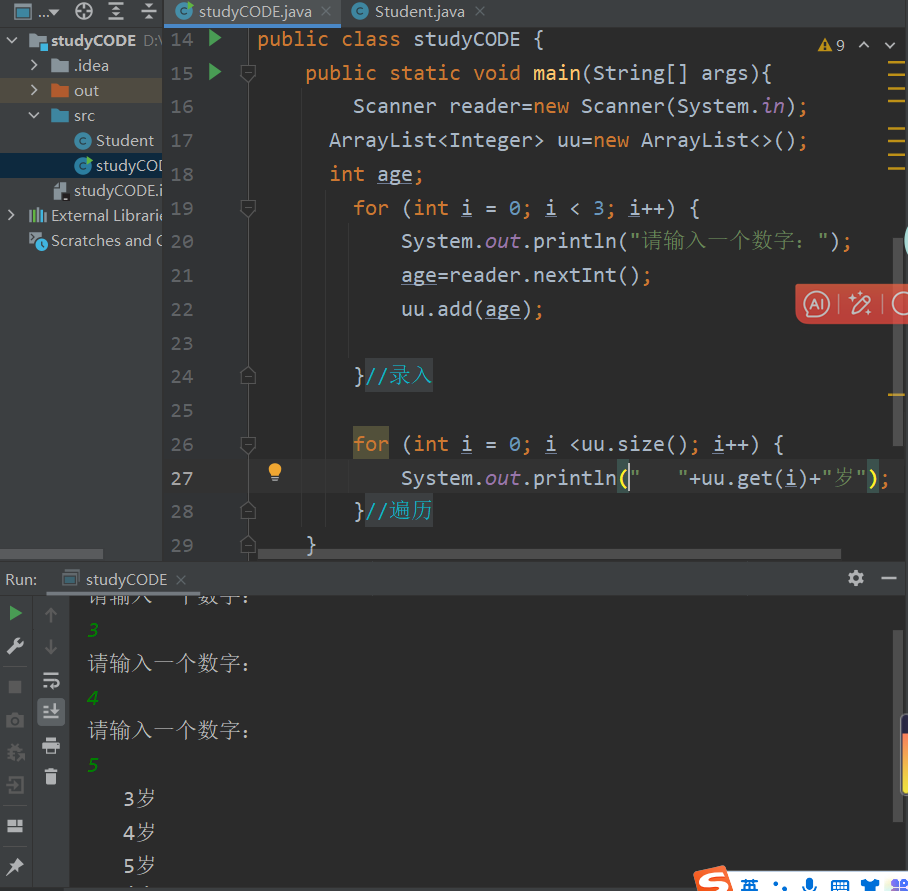 ... studyCODE.java × Student.java ×
studyCODE D:\
.idea
out
src
Student
studyCOD
studyCODE.i
External Librarie
Scratches and C
9
14 public class studyCODE {
15 public static void main(String[] args){
16 Scanner reader=new Scanner(System.in);
17 ArrayList<Integer> uu=new ArrayList<>();
18 int age;
19 for (int i = 0; i < 3; i++) {
20 System.out.println("请输入一个数字: ");
21 age=reader.nextInt();
22 uu.add(age);
23
24 }//录入
25
26 for (int i = 0; i <uu.size(); i++) {
27 System.out.println("   "+uu.get(i)+"岁");
28 }//遍历
29 }
AI
Run: studyCODE ×
请输入一个数字:
3
请输入一个数字:
4
请输入一个数字:
5
3岁
4岁
5岁
S 英